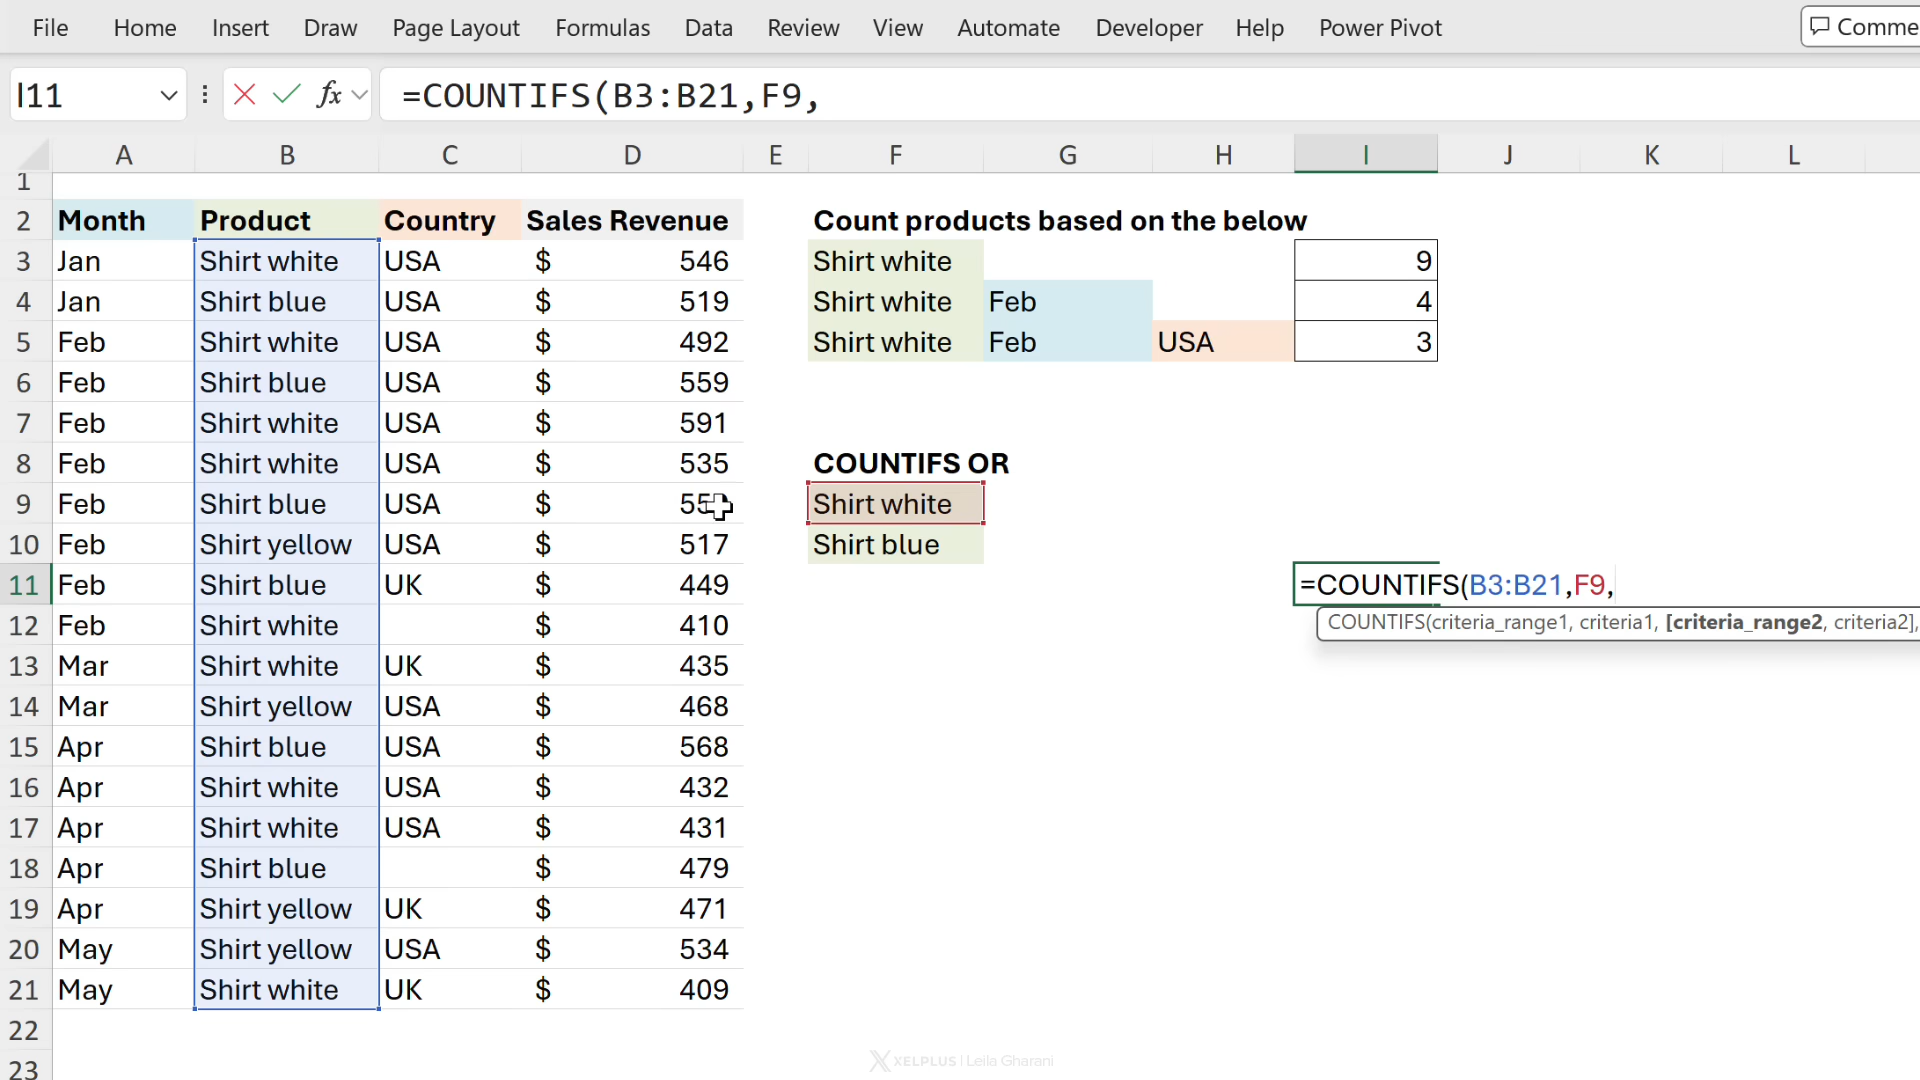 File Home Insert Draw Page Layout Formulas Data Review View Automate Developer Help Power Pivot Comme
I11 fx =COUNTIFS(B3:B21,F9,
A B C D E F G H I J K L
1
2 Month Product Country Sales Revenue Count products based on the below
3 Jan Shirt white USA $ 546 Shirt white 9
4 Jan Shirt blue USA $ 519 Shirt white Feb 4
5 Feb Shirt white USA $ 492 Shirt white Feb USA 3
6 Feb Shirt blue USA $ 559
7 Feb Shirt white USA $ 591
8 Feb Shirt white USA $ 535 COUNTIFS OR
9 Feb Shirt blue USA $ Shirt white
10 Feb Shirt yellow USA $ 517 Shirt blue
11 Feb Shirt blue UK $ 449 =COUNTIFS(B3:B21,F9,
12 Feb Shirt white $ 410 COUNTIFS(criteria_range1, criteria1, [criteria_range2, criteria2],
13 Mar Shirt white UK $ 435
14 Mar Shirt yellow USA $ 468
15 Apr Shirt blue USA $ 568
16 Apr Shirt white USA $ 432
17 Apr Shirt white USA $ 431
18 Apr Shirt blue $ 479
19 Apr Shirt yellow UK $ 471
20 May Shirt yellow USA $ 534
21 May Shirt white UK $ 409
22
23
XELPLUS | Leila Gharani